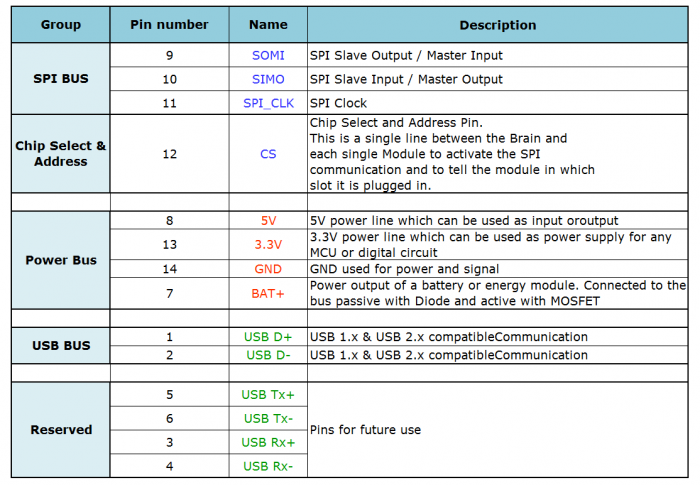 Group Pin number Name Description
SPI BUS
9 SOMI SPI Slave Output / Master Input
10 SIMO SPI Slave Input / Master Output
11 SPI_CLK SPI Clock
Chip Select &
Address
12 CS
Chip Select and Address Pin.
This is a single line between the Brain and
each single Module to activate the SPI
communication and to tell the module in which
slot it is plugged in.
Power Bus
8 5V 5V power line which can be used as input oroutput
13 3.3V 3.3V power line which can be used as power supply for any
MCU or digital circuit
14 GND GND used for power and signal
7 BAT+ Power output of a battery or energy module. Connected to the
bus passive with Diode and active with MOSFET
USB BUS
1 USB D+ USB 1.x & USB 2.x compatibleCommunication
2 USB D- USB 1.x & USB 2.x compatibleCommunication
Reserved
5 USB Tx+
6 USB Tx-
3 USB Rx+
4 USB Rx-
Pins for future use